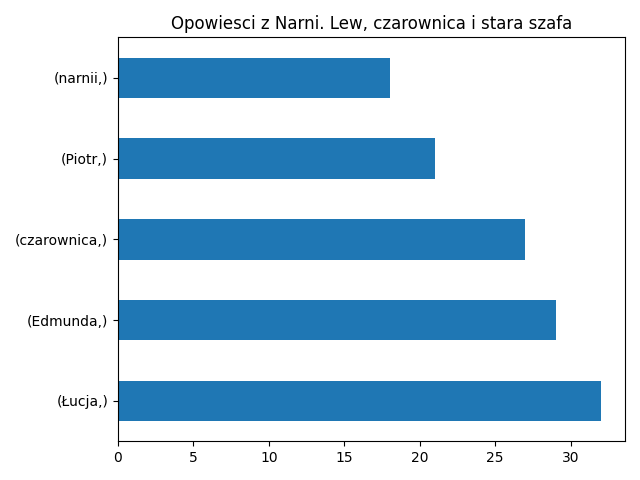 Opowiesci z Narni. Lew, czarownica i stara szafa
(narnii,)
(Piotr,)
(czarownica,)
(Edmunda,)
(Łucja,)
0 5 10 15 20 25 30